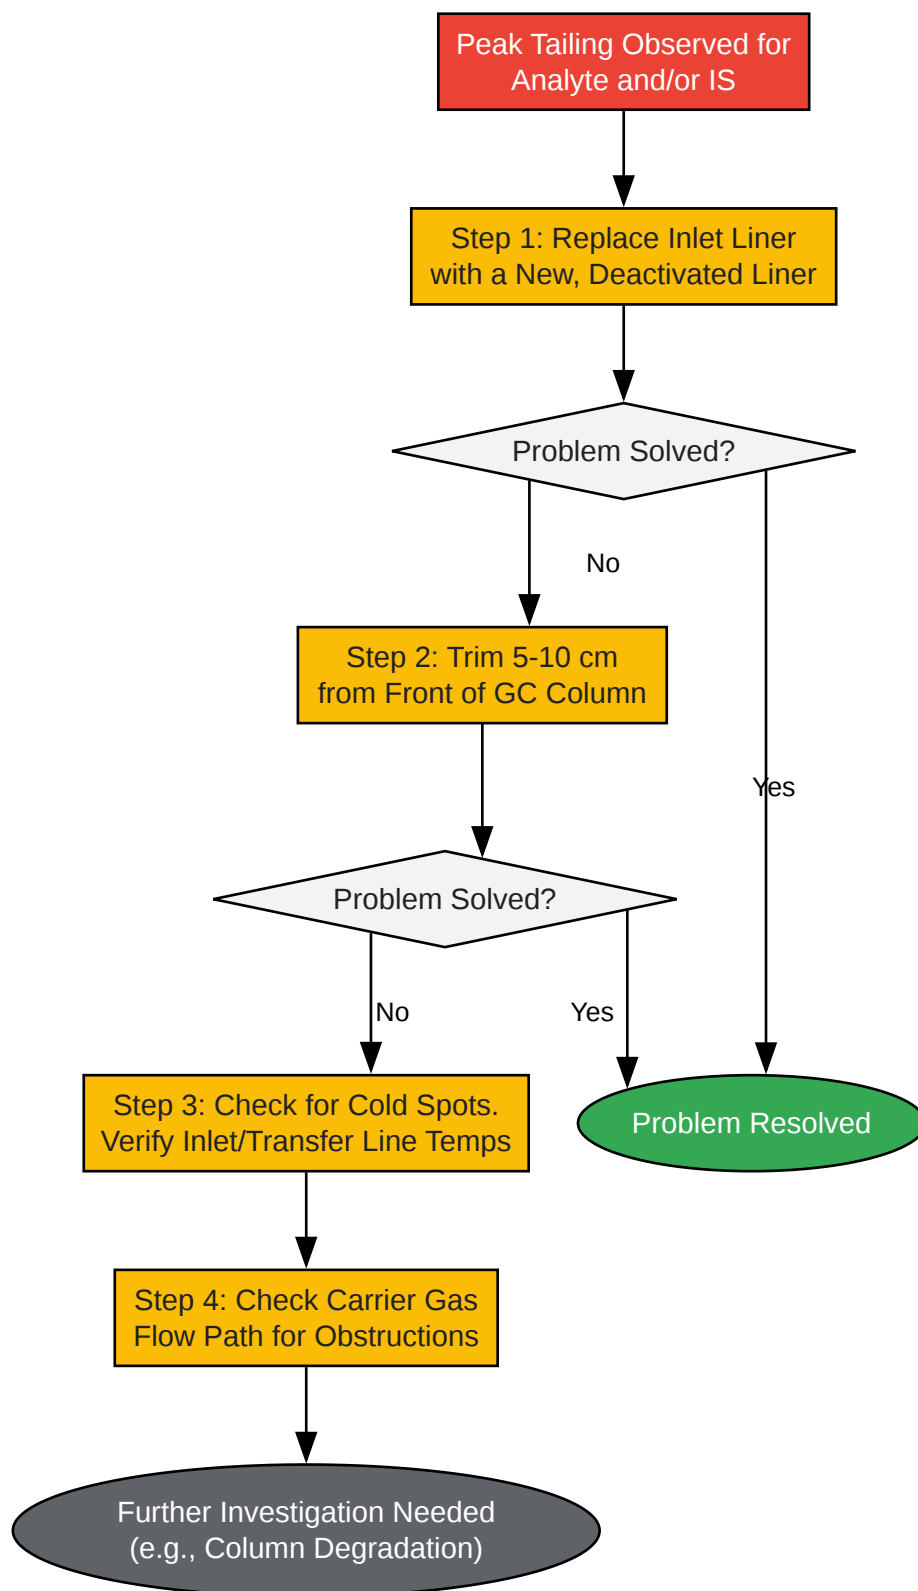 Peak Tailing Observed for
Analyte and/or IS
Step 1: Replace Inlet Liner
with a New, Deactivated Liner
Problem Solved?
No
Step 2: Trim 5-10 cm
from Front of GC Column
Yes
Problem Solved?
No
Yes
Step 3: Check for Cold Spots.
Verify Inlet/Transfer Line Temps
Problem Resolved
Step 4: Check Carrier Gas
Flow Path for Obstructions
Further Investigation Needed
(e.g., Column Degradation)